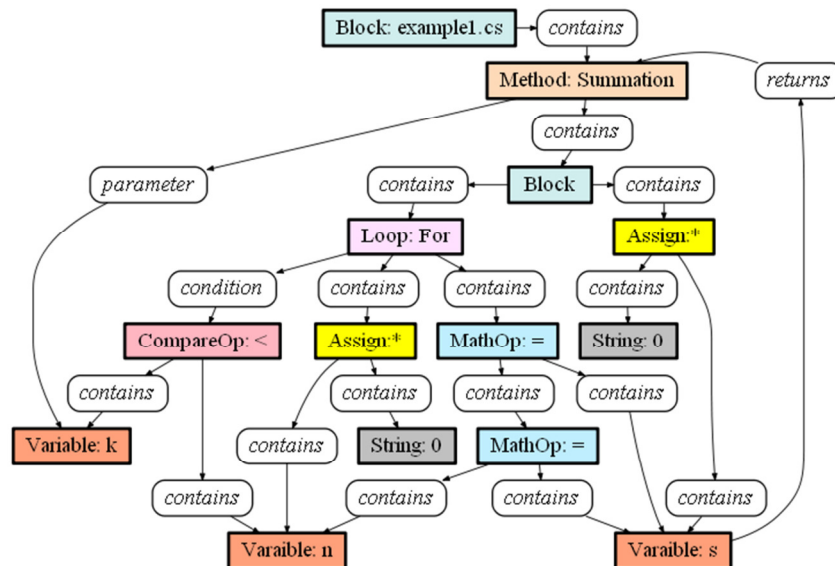 Block: example1.cs
contains
Method: Summation
returns
contains
parameter
contains
Block
contains
Loop: For
Assign:*
condition
contains
contains
contains
CompareOp: <
Assign:*
MathOp: =
String: 0
contains
contains
contains
contains
Variable: k
contains
String: 0
MathOp: =
contains
contains
contains
contains
Varaible: n
Varaible: s